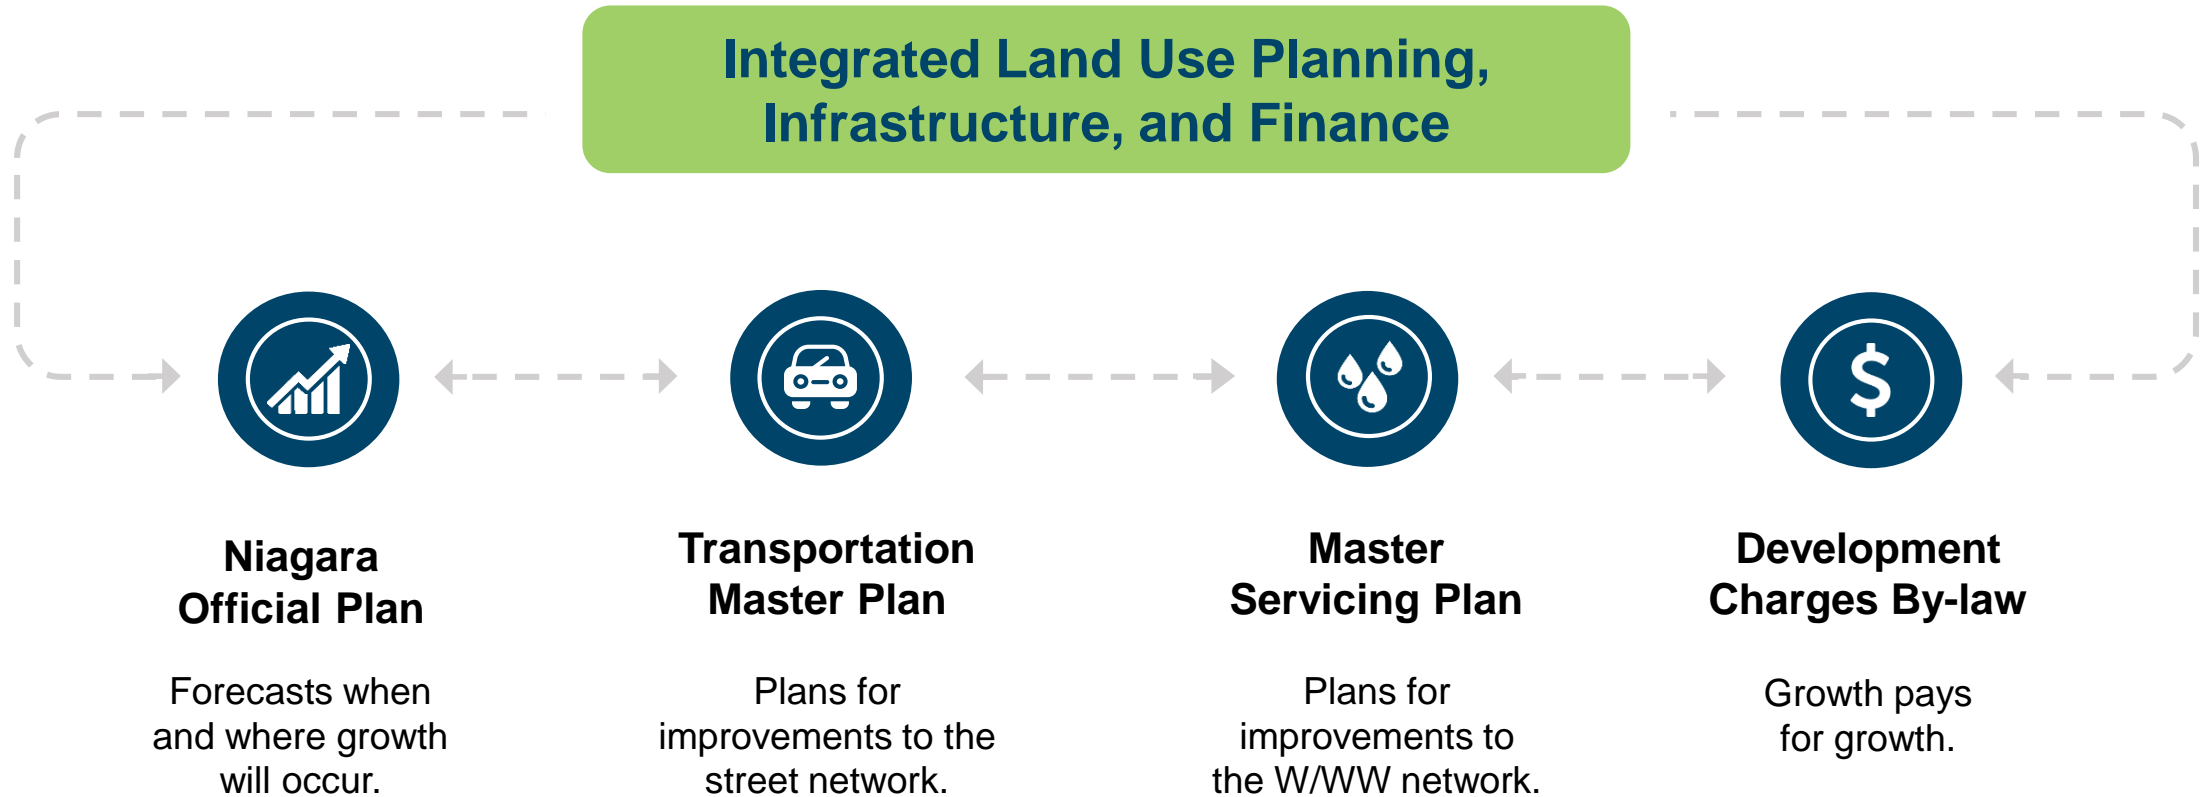 Integrated Land Use Planning,
Infrastructure, and Finance
$
Niagara
Official Plan
Forecasts when
and where growth
will occur.
Transportation
Master Plan
Plans for
improvements to the
street network.
Master
Servicing Plan
Plans for
improvements to
the W/WW network.
Development
Charges By-law
Growth pays
for growth.